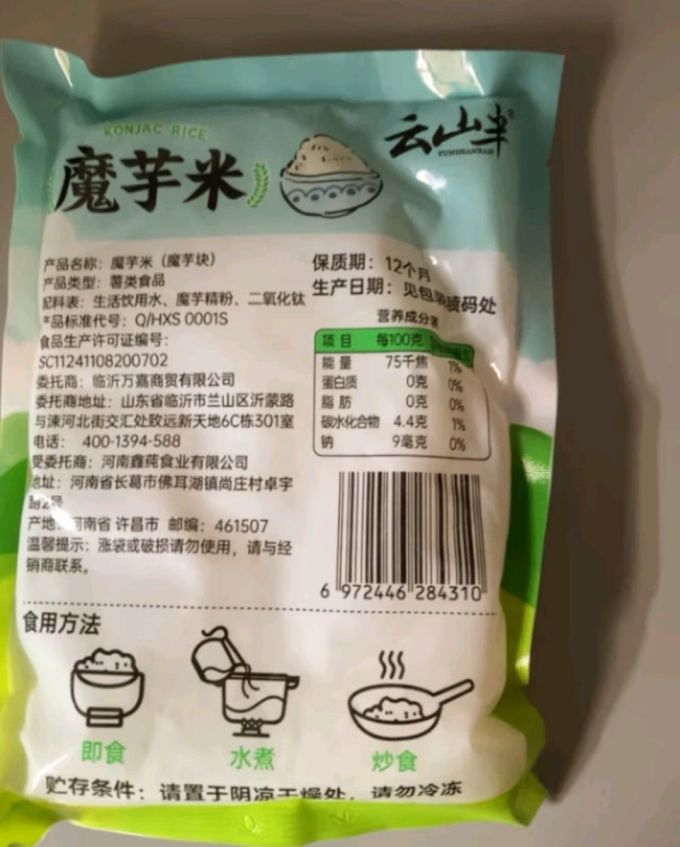 KONJAC RICE
魔芋米
云山半
YUNSHANBAN
产品名称：魔芋米（魔芋块）
产品类型：薯类食品
配料表：生活饮用水、魔芋精粉、二氧化钛
产品标准代号：Q/HXS 0001S
食品生产许可证编号：
SC11241108200702
委托商：临沂万嘉商贸有限公司
委托商地址：山东省临沂市兰山区沂蒙路
与涑河北街交汇处致远新天地6C栋301室
电话：400-1394-588
受委托商：河南鑫莼食业有限公司
地址：河南省长葛市佛耳湖镇尚庄村卓宇
路2号
产地：河南省 许昌市 邮编：461507
温馨提示：涨袋或破损请勿使用，请与经
销商联系。
保质期：12个月
生产日期：见包装喷码处
营养成分表
项目 每100克
能量 75千焦 1%
蛋白质 0克 0%
脂肪 0克 0%
碳水化合物 4.4克 1%
钠 9毫克 0%
6 972446 284310
食用方法
即食 水煮 炒食
贮存条件：请置于阴凉干燥处，请勿冷冻